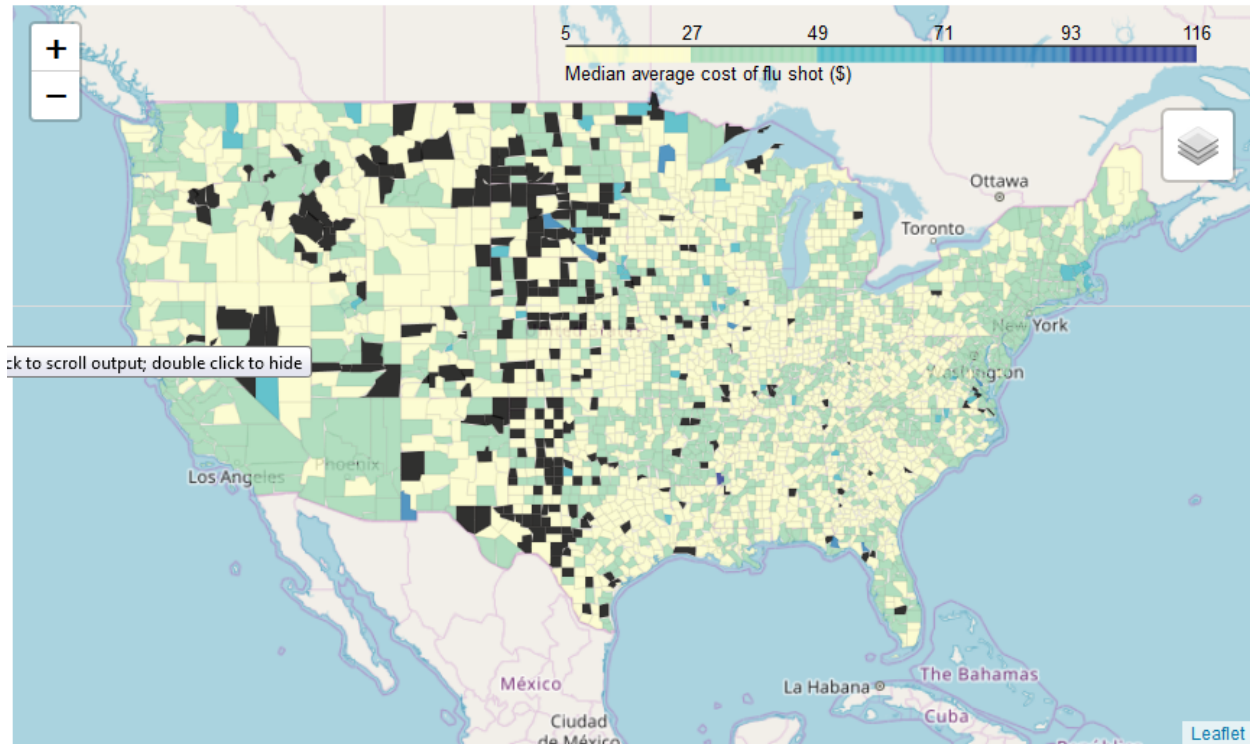 +
−
5 27 49 71 93 116
Median average cost of flu shot ($)
Ottawa
Toronto
New York
Washington
ck to scroll output; double click to hide
Los Angeles
Phoenix
México
Ciudad
de México
La Habana
The Bahamas
Cuba
Leaflet